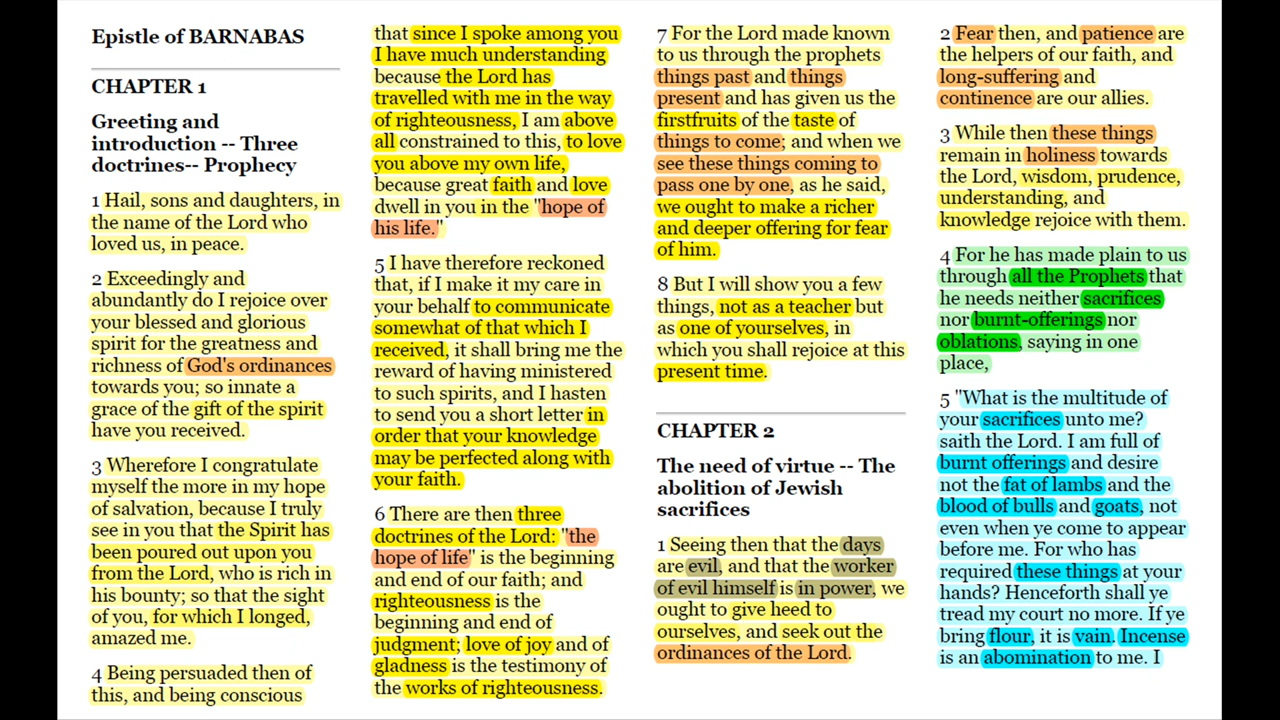 Epistle of BARNABAS
CHAPTER 1
Greeting and
introduction -- Three
doctrines-- Prophecy
1 Hail, sons and daughters, in
the name of the Lord who
loved us, in peace.
2 Exceedingly and
abundantly do I rejoice over
your blessed and glorious
spirit for the greatness and
richness of God's ordinances
towards you; so innate a
grace of the gift of the spirit
have you received.
3 Wherefore I congratulate
myself the more in my hope
of salvation, because I truly
see in you that the Spirit has
been poured out upon you
from the Lord, who is rich in
his bounty; so that the sight
of you, for which I longed,
amazed me.
4 Being persuaded then of
this, and being conscious
that since I spoke among you
I have much understanding
because the Lord has
travelled with me in the way
of righteousness, I am above
all constrained to this, to love
you above my own life,
because great faith and love
dwell in you in the "hope of
his life."
5 I have therefore reckoned
that, if I make it my care in
your behalf to communicate
somewhat of that which I
received, it shall bring me the
reward of having ministered
to such spirits, and I hasten
to send you a short letter in
order that your knowledge
may be perfected along with
your faith.
6 There are then three
doctrines of the Lord: "the
hope of life" is the beginning
and end of our faith; and
righteousness is the
beginning and end of
judgment; love of joy and of
gladness is the testimony of
the works of righteousness.
7 For the Lord made known
to us through the prophets
things past and things
present and has given us the
firstfruits of the taste of
things to come; and when we
see these things coming to
pass one by one, as he said,
we ought to make a richer
and deeper offering for fear
of him.
8 But I will show you a few
things, not as a teacher but
as one of yourselves, in
which you shall rejoice at this
present time.
CHAPTER 2
The need of virtue -- The
abolition of Jewish
sacrifices
1 Seeing then that the days
are evil, and that the worker
of evil himself is in power, we
ought to give heed to
ourselves, and seek out the
ordinances of the Lord.
2 Fear then, and patience are
the helpers of our faith, and
long-suffering and
continence are our allies.
3 While then these things
remain in holiness towards
the Lord, wisdom, prudence,
understanding, and
knowledge rejoice with them.
4 For he has made plain to us
through all the Prophets that
he needs neither sacrifices
nor burnt-offerings nor
oblations, saying in one
place,
5 "What is the multitude of
your sacrifices unto me?
saith the Lord. I am full of
burnt offerings and desire
not the fat of lambs and the
blood of bulls and goats, not
even when ye come to appear
before me. For who has
required these things at your
hands? Henceforth shall ye
tread my court no more. If ye
bring flour, it is vain. Incense
is an abomination to me. I